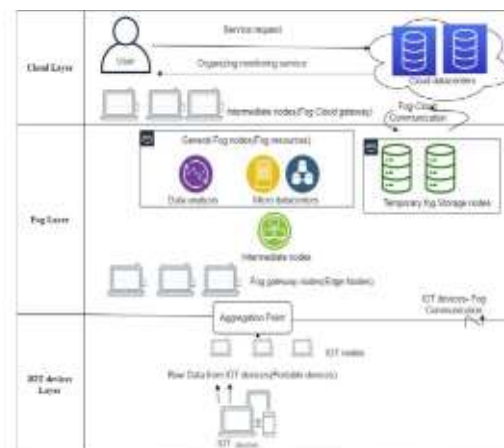 Service request
Cloud Layer
User
Organizing monitoring service
Cloud datacenters
Intermediate nodes(Fog Cloud gateway)
Fog-Cloud
Communication
General Fog nodes(Fog resources)
Data analysis
Micro datacenters
Temporary fog Storage nodes
Fog Layer
Intermediate nodes
Fog gateway nodes(Edge Nodes)
IOT devices- Fog
Communication
Aggregation Point
IOT nodes
IOT devices
Layer
Raw Data from IOT devices(Portable devices)
IOT devices